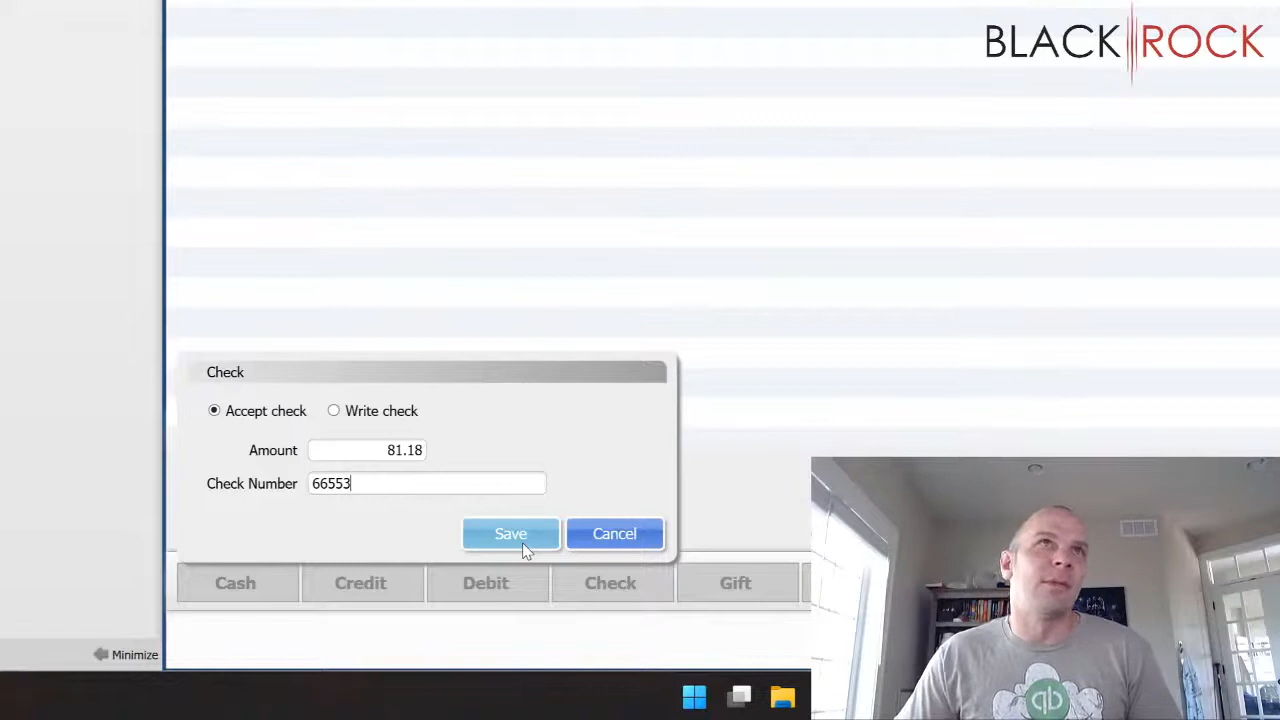 BLACK ROCK
Check
Accept check Write check
Amount 81.18
Check Number 66553
Save Cancel
Cash Credit Debit Check Gift
Minimize
qb